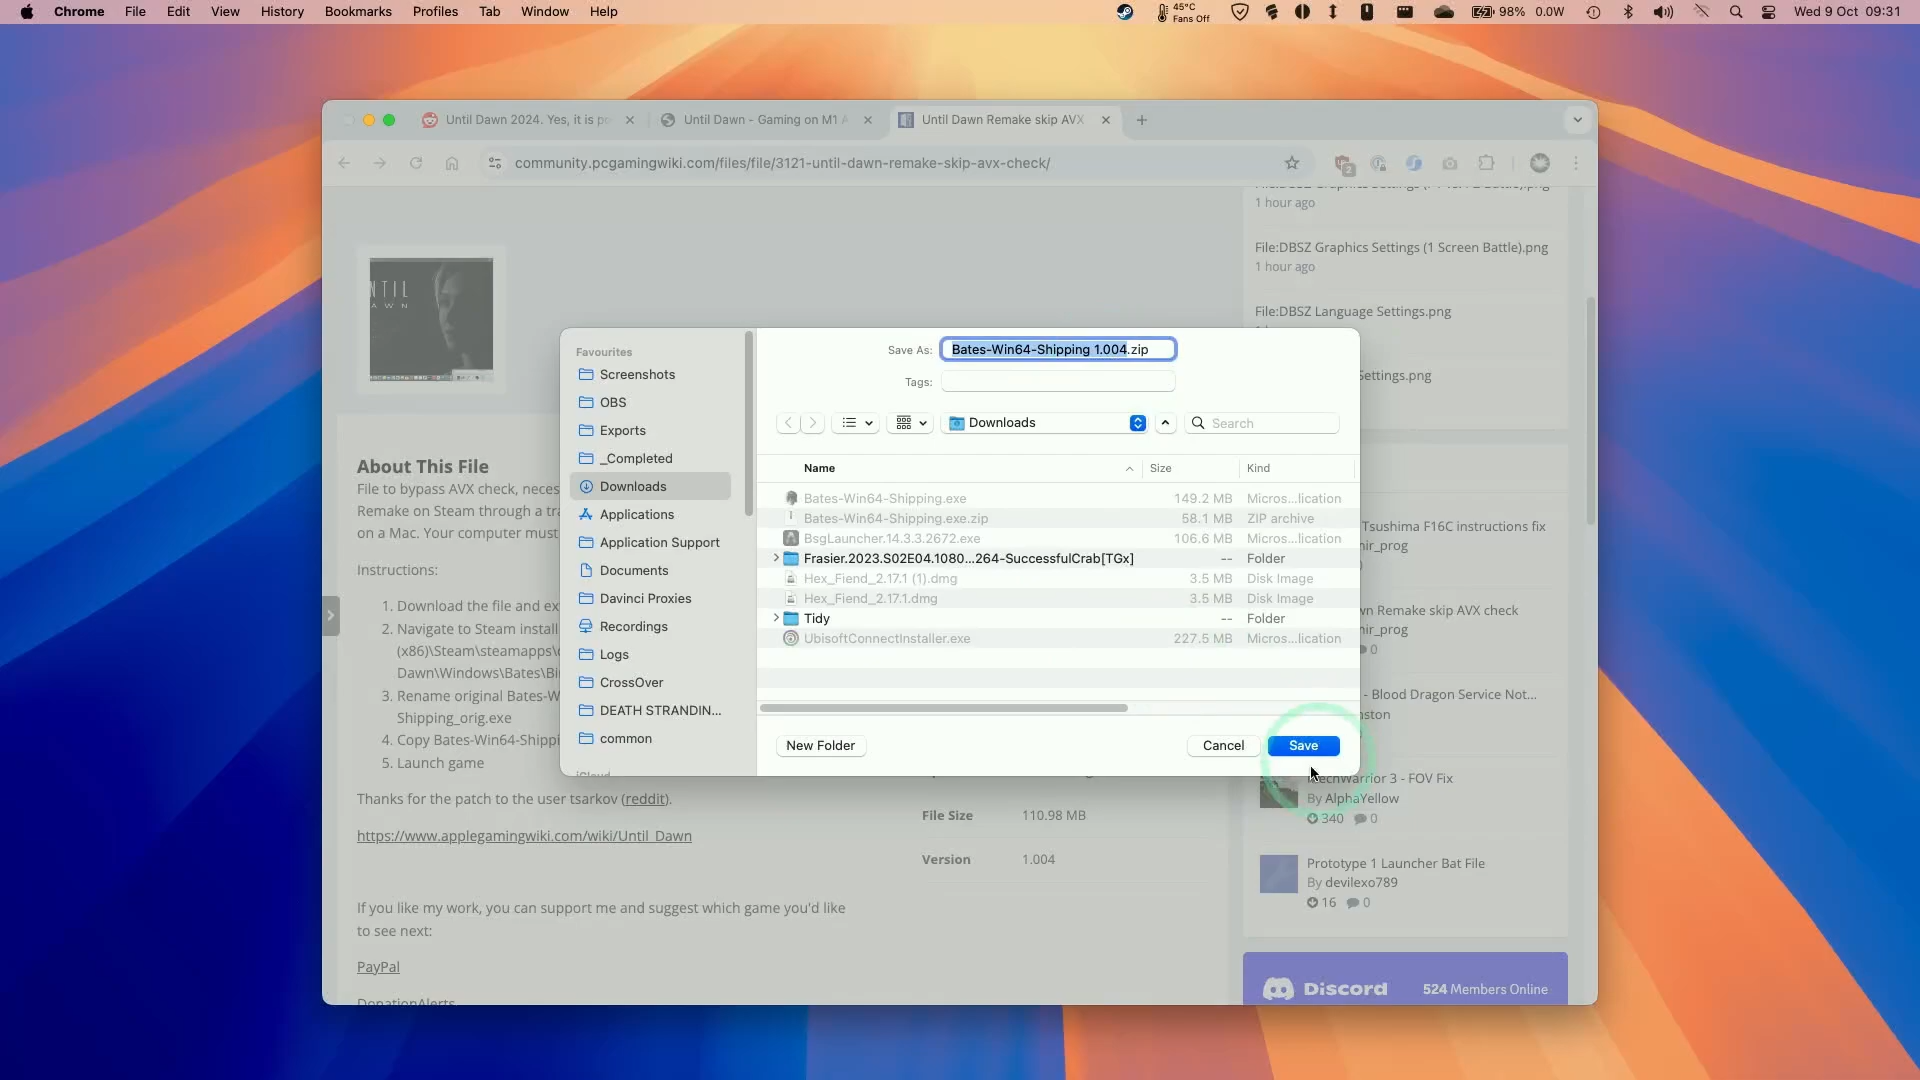 Chrome File Edit View History Bookmarks Profiles Tab Window Help
45°C
Fans Off
98% 0.0W
Wed 9 Oct 09:31
Until Dawn 2024. Yes, it is po
Until Dawn - Gaming on M1 A
Until Dawn Remake skip AVX
community.pcgamingwiki.com/files/file/3121-until-dawn-remake-skip-avx-check/
2
1 hour ago
File:DBSZ Graphics Settings (1 Screen Battle).png
1 hour ago
File:DBSZ Language Settings.png
ettings.png
Favourites
Screenshots
OBS
Exports
_Completed
Downloads
Applications
Application Support
Documents
Davinci Proxies
Recordings
Logs
CrossOver
DEATH STRANDIN...
common
Save As: Bates-Win64-Shipping 1.004.zip
Tags:
Downloads
Search
Name Size Kind
Bates-Win64-Shipping.exe 149.2 MB Micros...lication
Bates-Win64-Shipping.exe.zip 58.1 MB ZIP archive
BsgLauncher.14.3.3.2672.exe 106.6 MB Micros...lication
Frasier.2023.S02E04.1080...264-SuccessfulCrab[TGx] -- Folder
Hex_Fiend_2.17.1 (1).dmg 3.5 MB Disk Image
Hex_Fiend_2.17.1.dmg 3.5 MB Disk Image
Tidy -- Folder
UbisoftConnectInstaller.exe 227.5 MB Micros...lication
New Folder Cancel Save
NTIL
AWN
About This File
File to bypass AVX check, neces
Remake on Steam through a tra
on a Mac. Your computer must
Instructions:
1. Download the file and ex
2. Navigate to Steam install
(x86)\Steam\steamapps\
Dawn\Windows\Bates\Bi
3. Rename original Bates-W
Shipping_orig.exe
4. Copy Bates-Win64-Shippi
5. Launch game
Thanks for the patch to the user tsarkov (reddit).
https://www.applegamingwiki.com/wiki/Until_Dawn
If you like my work, you can support me and suggest which game you'd like
to see next:
PayPal
DonationAlerts
File Size 110.98 MB
Version 1.004
Tsushima F16C instructions fix
ir_prog
wn Remake skip AVX check
ir_prog
0
- Blood Dragon Service Not...
nston
MechWarrior 3 - FOV Fix
By AlphaYellow
340 0
Prototype 1 Launcher Bat File
By devilexo789
16 0
Discord 524 Members Online